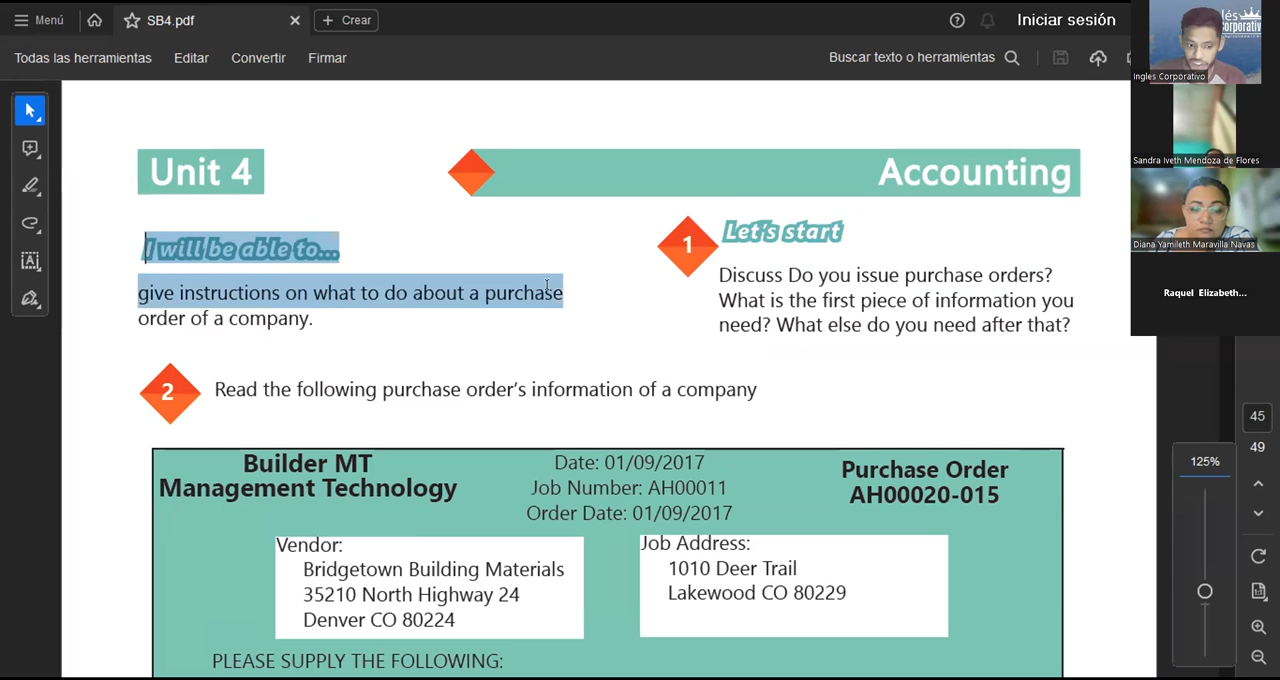 Menú
SB4.pdf
Crear
Iniciar sesión
Todas las herramientas
Editar
Convertir
Firmar
Buscar texto o herramientas
Unit 4
Accounting
I will be able to...
give instructions on what to do about a purchase
order of a company.
1
Let's start
Discuss Do you issue purchase orders?
What is the first piece of information you
need? What else do you need after that?
2
Read the following purchase order's information of a company
Builder MT
Management Technology
Date: 01/09/2017
Job Number: AH00011
Order Date: 01/09/2017
Purchase Order
AH00020-015
Vendor:
Bridgetown Building Materials
35210 North Highway 24
Denver CO 80224
Job Address:
1010 Deer Trail
Lakewood CO 80229
PLEASE SUPPLY THE FOLLOWING:
Ingles Corporativo
Sandra Iveth Mendoza de Flores
Diana Yamileth Maravilla Navas
Raquel Elizabeth...
45
49
125%